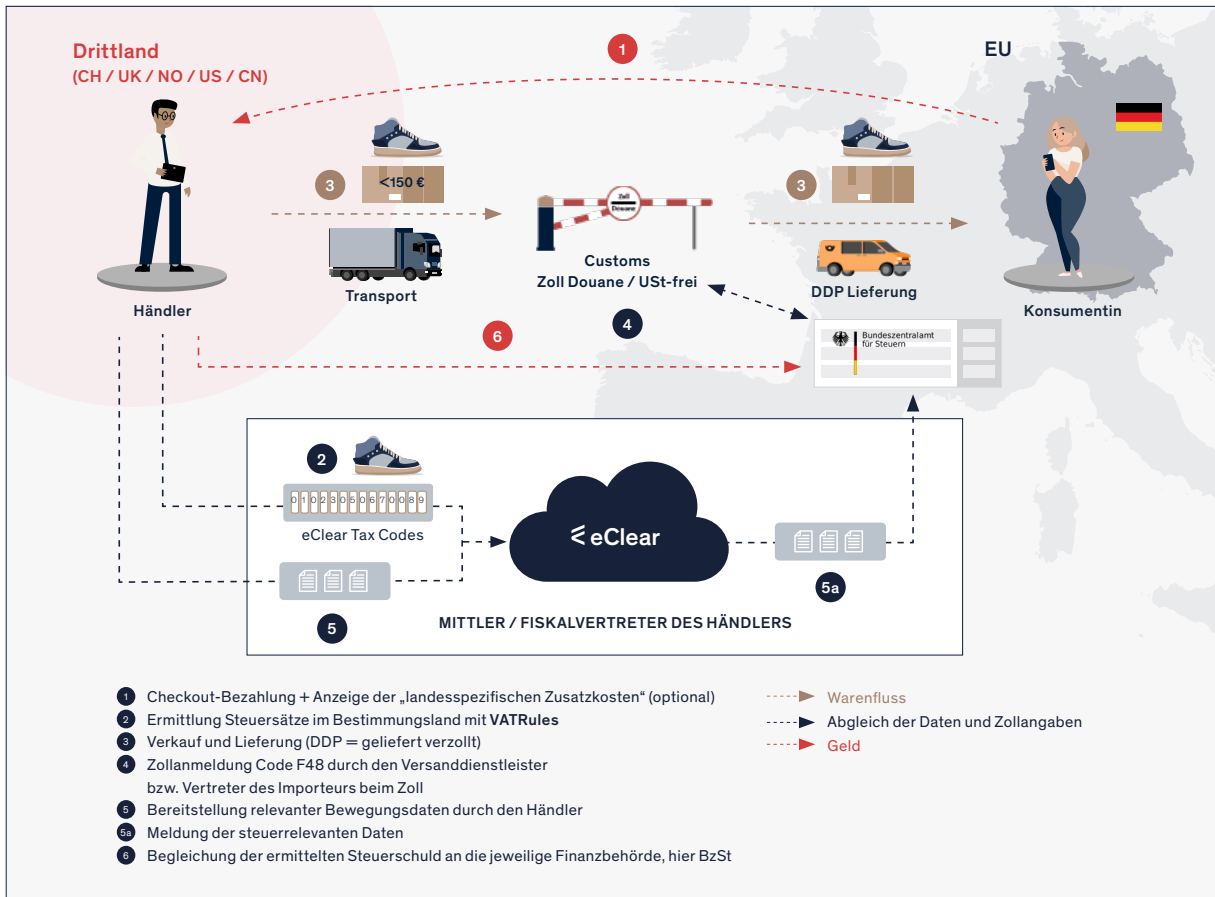 Drittland
(CH / UK / NO / US / CN)
1
EU
3
<150 €
3
Zoll
Douane
Customs
Zoll Douane / USt-frei
Transport
DDP Lieferung
Händler
Konsumentin
4
6
Bundeszentralamt
für Steuern
2
0 1 0 2 3 0 5 0 6 7 0 0 8 9
eClear Tax Codes
eClear
5
5a
MITTLER / FISKALVERTRETER DES HÄNDLERS
1 Checkout-Bezahlung + Anzeige der „landesspezifischen Zusatzkosten“ (optional)
2 Ermittlung Steuersätze im Bestimmungsland mit VATRules
3 Verkauf und Lieferung (DDP = geliefert verzollt)
4 Zollanmeldung Code F48 durch den Versanddienstleister
bzw. Vertreter des Importeurs beim Zoll
5 Bereitstellung relevanter Bewegungsdaten durch den Händler
5a Meldung der steuerrelevanten Daten
6 Begleichung der ermittelten Steuerschuld an die jeweilige Finanzbehörde, hier BzSt
Warenfluss
Abgleich der Daten und Zollangaben
Geld